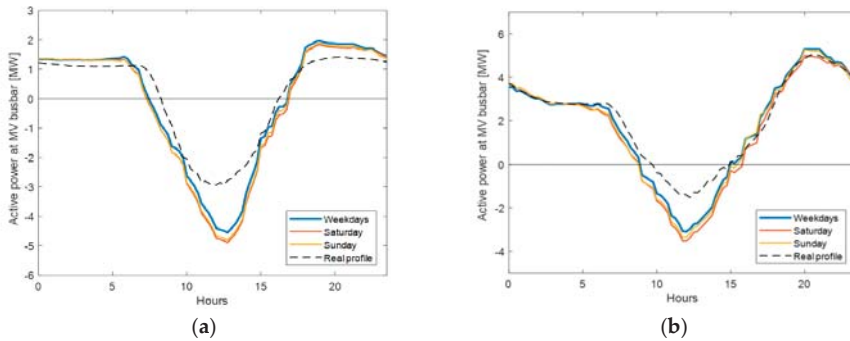 Active power at MV busbar [MW]
3
2
1
0
-1
-2
-3
-4
-5
-6
Weekdays
Saturday
Sunday
Real profile
0
5
10
15
20
Hours
(a)
Active power at MV busbar [MW]
6
4
2
0
-2
-4
Weekdays
Saturday
Sunday
Real profile
0
5
10
15
20
Hours
(b)